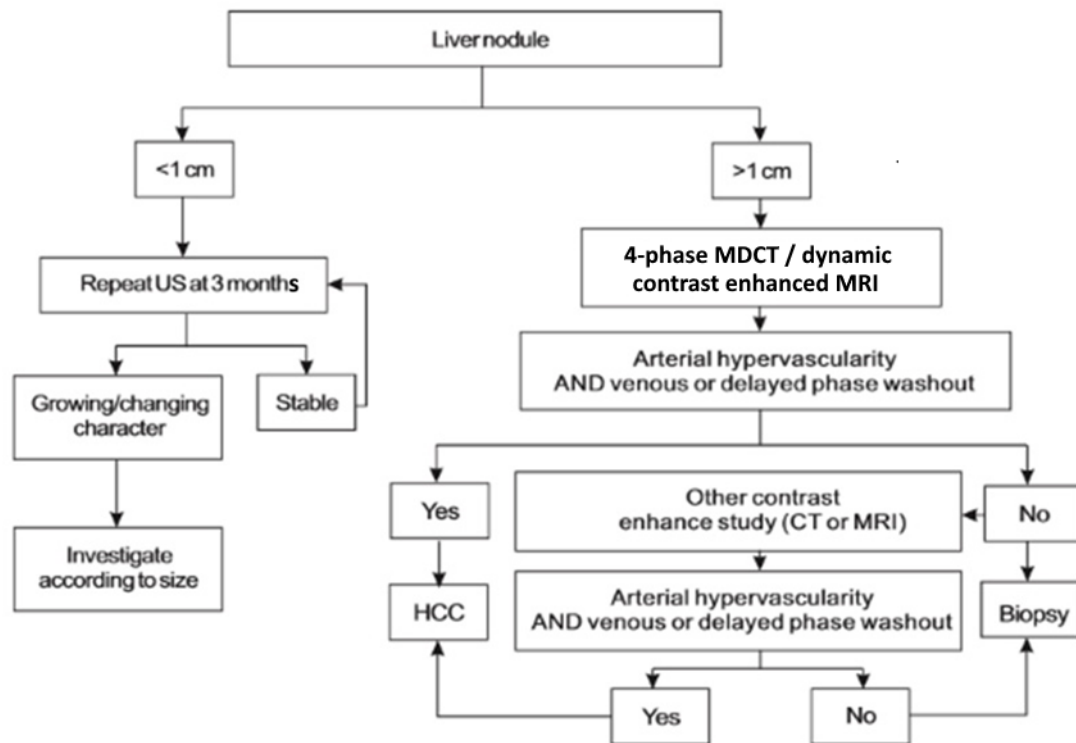 Liver nodule
<1 cm
>1 cm
Repeat US at 3 months
4-phase MDCT / dynamic
contrast enhanced MRI
Growing/changing
character
Stable
Arterial hypervascularity
AND venous or delayed phase washout
Investigate
according to size
Yes
Other contrast
enhance study (CT or MRI)
No
HCC
Arterial hypervascularity
AND venous or delayed phase washout
Biopsy
Yes
No